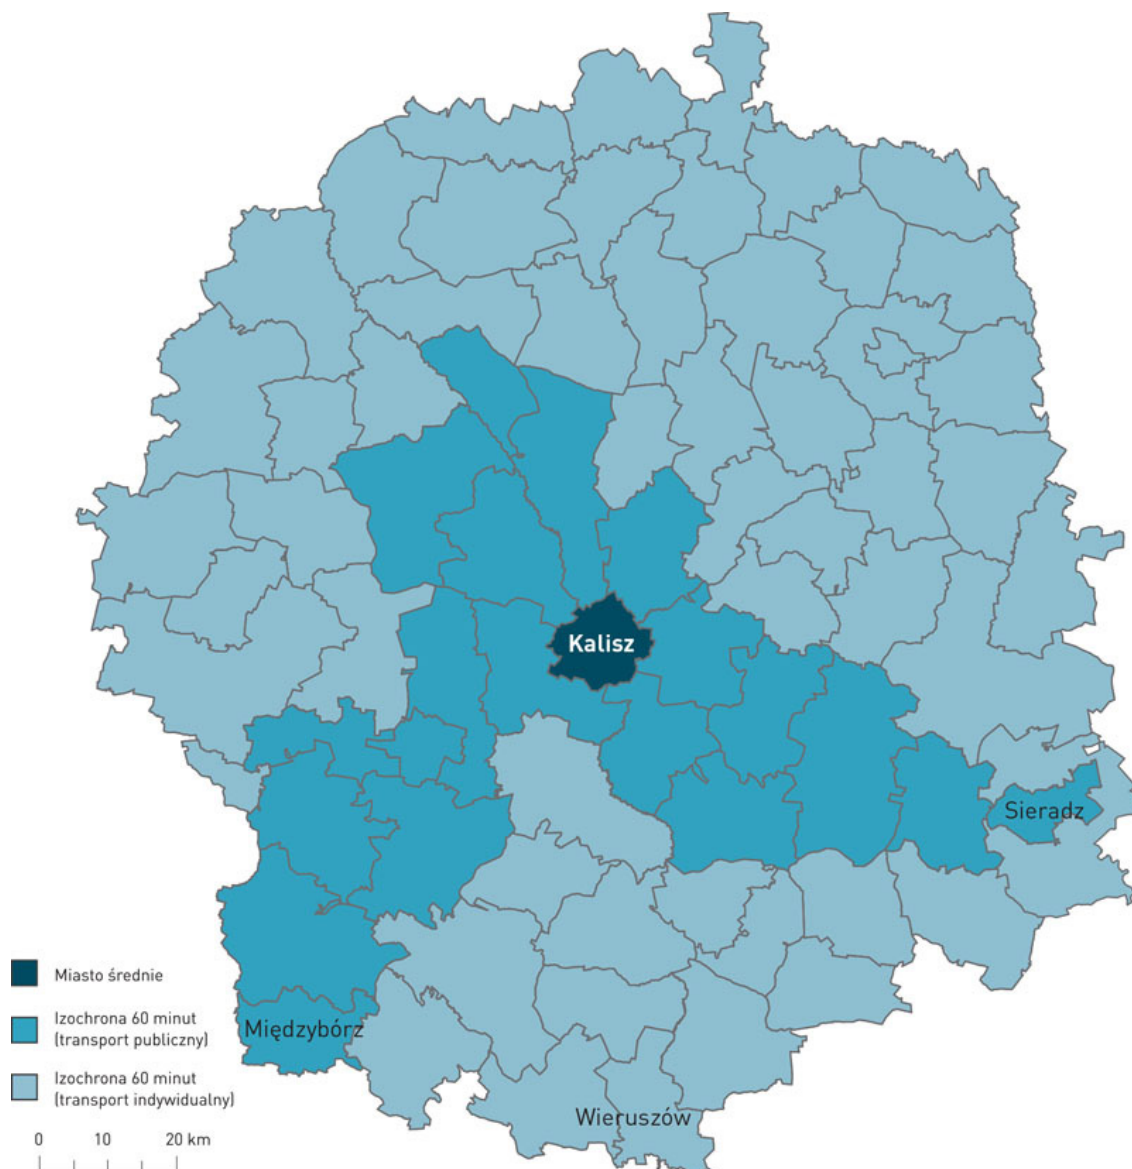 Kalisz
Sieradz
Międzybórz
Wieruszów
Miasto średnie
Izochrona 60 minut
(transport publiczny)
Izochrona 60 minut
(transport indywidualny)
0 10 20 km